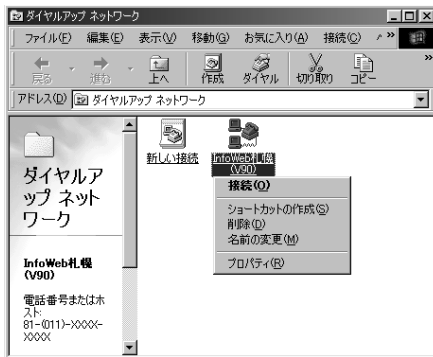 ダイヤルアップ ネットワーク
ファイル(F) 編集(E) 表示(V) 移動(G) お気に入り(A) 接続(C) »
戻る 進む 上へ 作成 ダイヤル 切り取り コピー »
アドレス(D) ダイヤルアップ ネットワーク
ダイヤルア
ップ ネット
ワーク
InfoWeb札幌
(V90)
電話番号またはホ
スト:
81-(011)-XXXX-
XXXX
新しい接続
InfoWeb札幌
(V90)
接続(O)
ショートカットの作成(S)
削除(D)
名前の変更(M)
プロパティ(R)